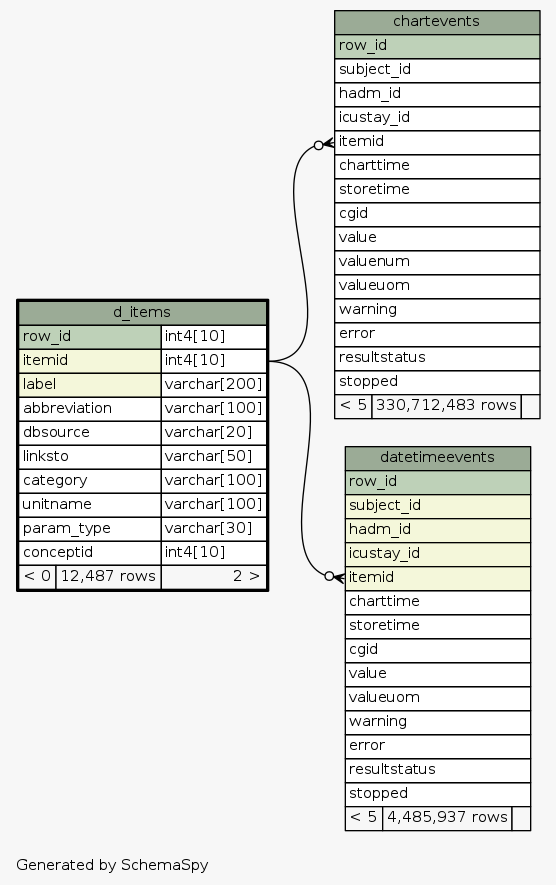 chartevents
row_id
subject_id
hadm_id
icustay_id
itemid
charttime
storetime
cgid
value
valuenum
valueuom
warning
error
resultstatus
stopped
< 5 330,712,483 rows
d_items
row_id int4[10]
itemid int4[10]
label varchar[200]
abbreviation varchar[100]
dbsource varchar[20]
linksto varchar[50]
category varchar[100]
unitname varchar[100]
param_type varchar[30]
conceptid int4[10]
< 0 12,487 rows 2 >
datetimeevents
row_id
subject_id
hadm_id
icustay_id
itemid
charttime
storetime
cgid
value
valueuom
warning
error
resultstatus
stopped
< 5 4,485,937 rows
Generated by SchemaSpy